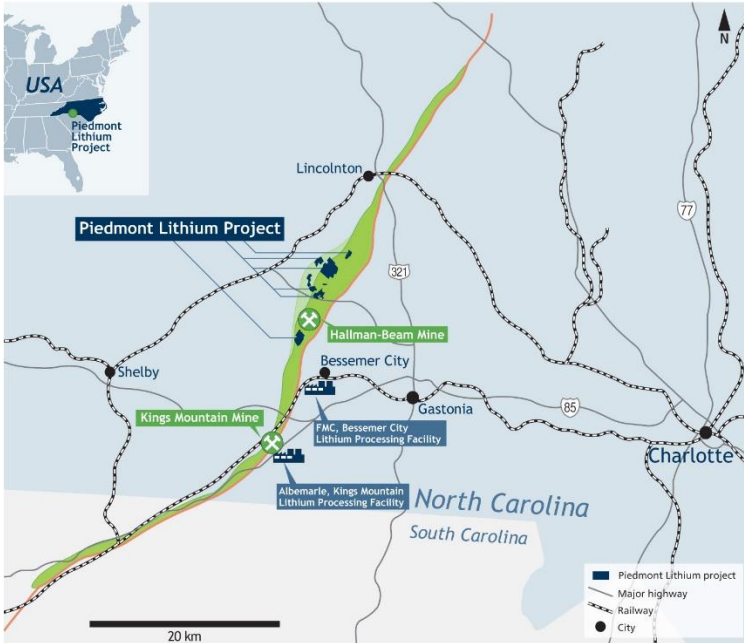 USA
Piedmont
Lithium
Project
N
Lincolnton
77
Piedmont Lithium Project
321
Hallman-Beam Mine
Bessemer City
Shelby
Gastonia
85
Kings Mountain Mine
FMC, Bessemer City
Lithium Processing Facility
Charlotte
Albemarle, Kings Mountain
Lithium Processing Facility
North Carolina
South Carolina
Piedmont Lithium project
Major highway
Railway
City
20 km